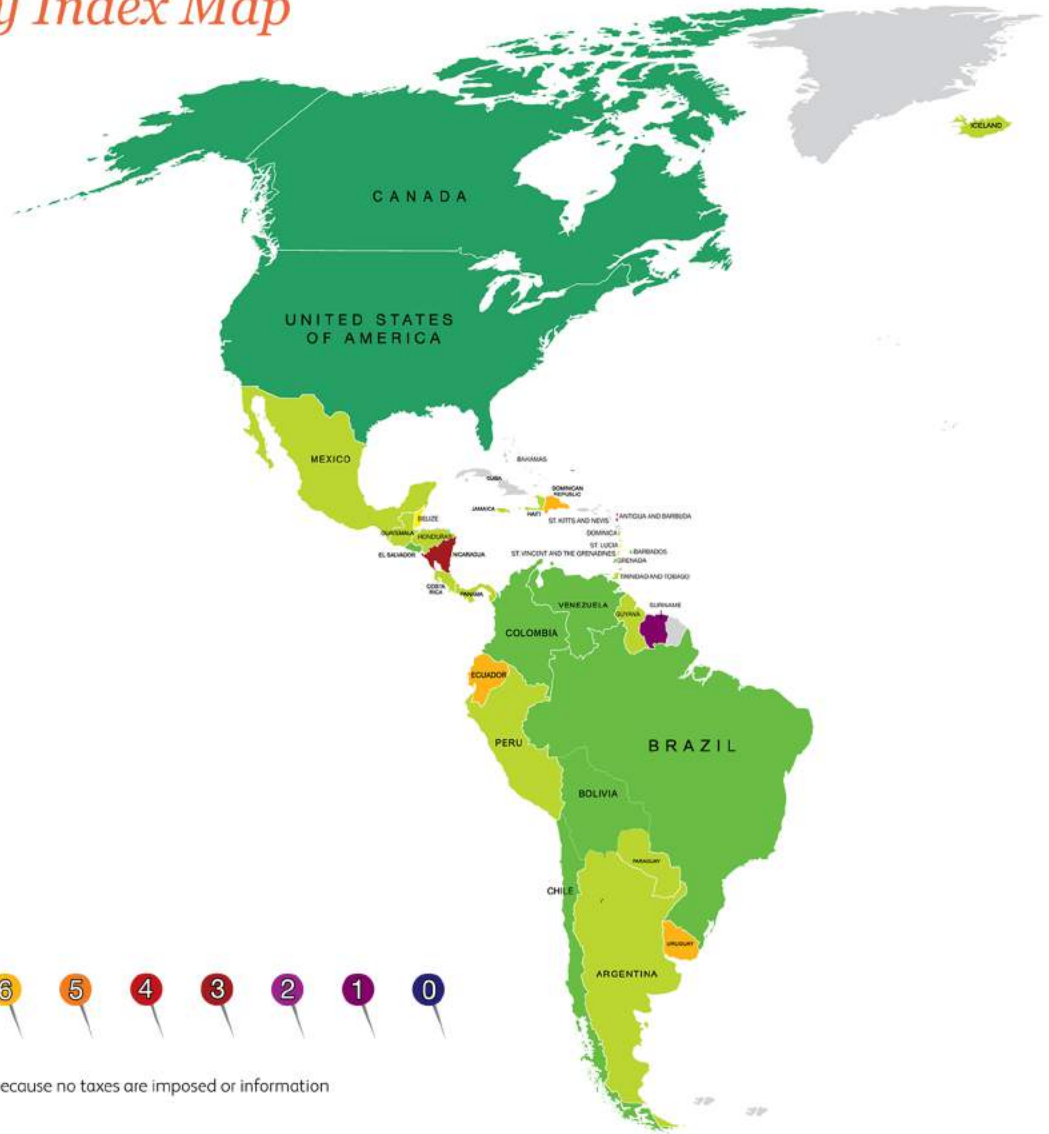 y Index Map
ICELAND
CANADA
UNITED STATES
OF AMERICA
MEXICO
BAHAMAS
CUBA
DOMINICAN
REPUBLIC
JAMAICA
HAITI
ST. KITTS AND NEVIS
ANTIGUA AND BARBUDA
BELIZE
DOMINICA
GUATEMALA
HONDURAS
ST. LUCIA
BARBADOS
EL SALVADOR
NICARAGUA
ST. VINCENT AND THE GRENADINES
GRENADA
TRINIDAD AND TOBAGO
COSTA
RICA
PANAMA
VENEZUELA
GUYANA
SURINAME
COLOMBIA
ECUADOR
PERU
BRAZIL
BOLIVIA
PARAGUAY
CHILE
URUGUAY
ARGENTINA
6 5 4 3 2 1 0
ecause no taxes are imposed or information